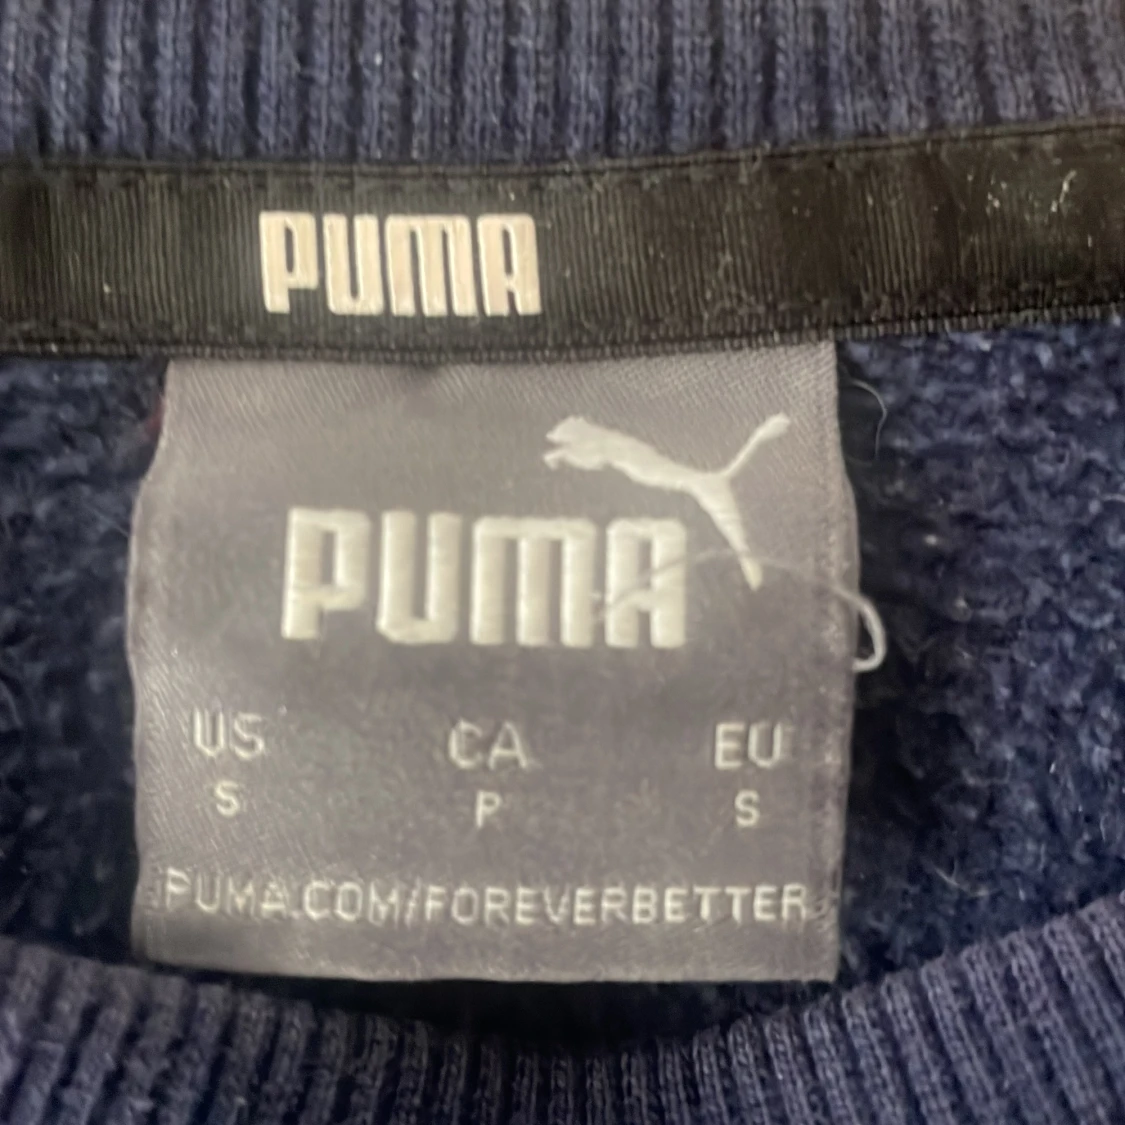 PUMA
PUMA
US CA EU
S P S
PUMA.COM/FOREVERBETTER